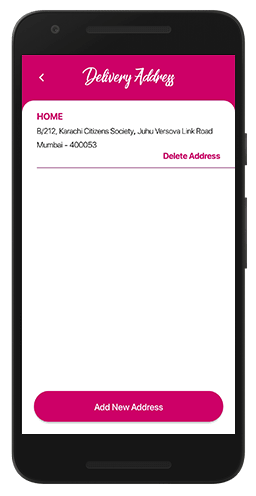 Delivery Address
HOME
B/212, Karachi Citizens Society, Juhu Versova Link Road
Mumbai - 400053
Delete Address
Add New Address